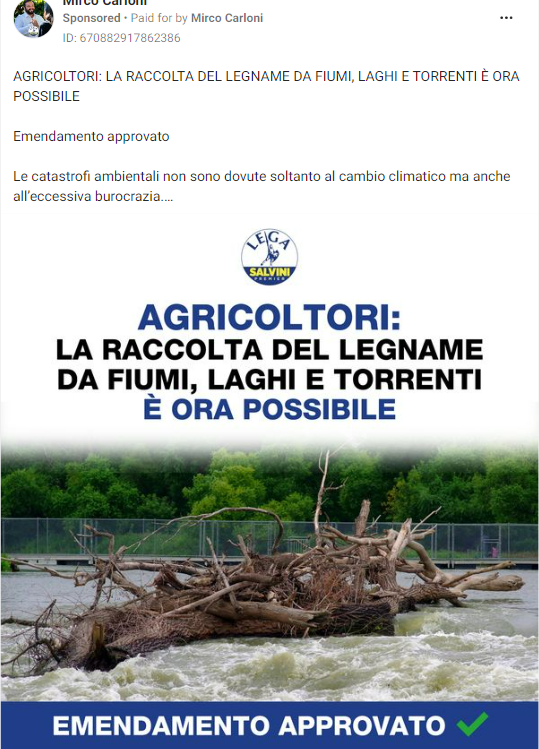 Mirco Carloni
Sponsored • Paid for by Mirco Carloni
ID: 670882917862386
AGRICOLTORI: LA RACCOLTA DEL LEGNAME DA FIUMI, LAGHI E TORRENTI È ORA
POSSIBILE
Emendamento approvato
Le catastrofi ambientali non sono dovute soltanto al cambio climatico ma anche
all'eccessiva burocrazia....
LEGA
SALVINI
PREMIER
AGRICOLTORI:
LA RACCOLTA DEL LEGNAME
DA FIUMI, LAGHI E TORRENTI
È ORA POSSIBILE
EMENDAMENTO APPROVATO